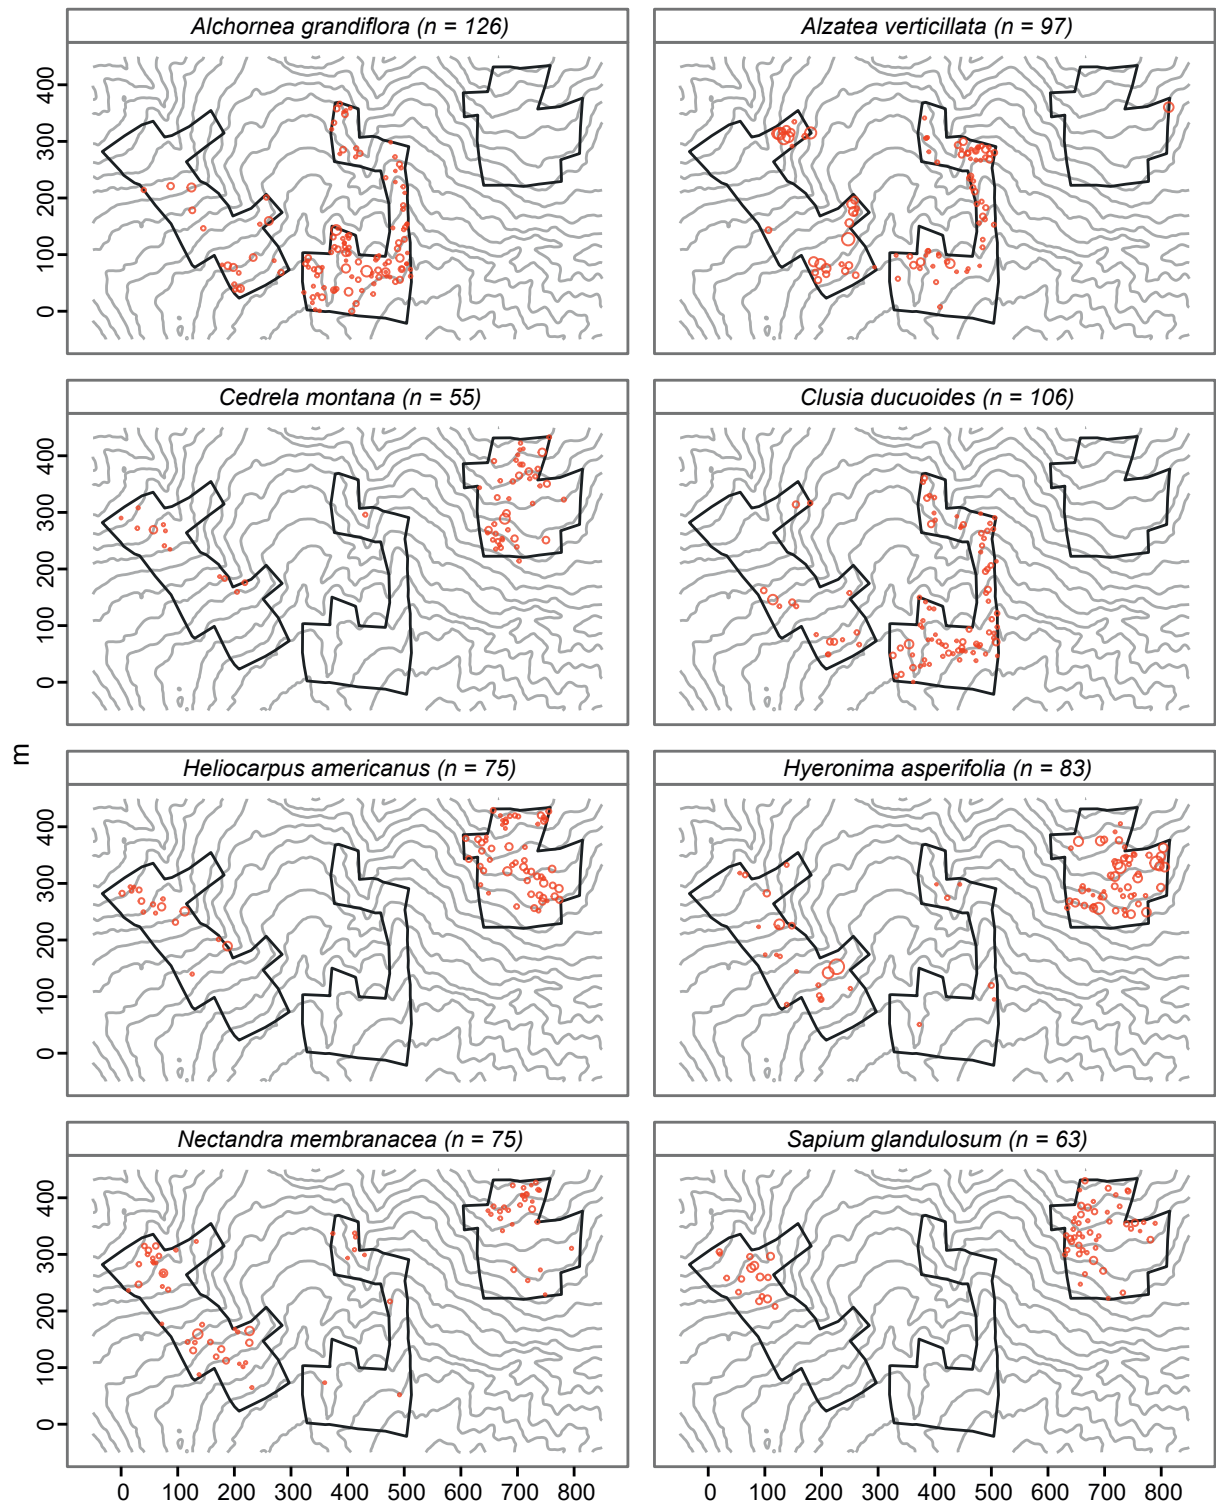 Alchornea grandiflora (n = 126)
Alzatea verticillata (n = 97)
400
300
200
100
0
Cedrela montana (n = 55)
Clusia ducuoides (n = 106)
400
300
200
100
0
m
Heliocarpus americanus (n = 75)
Hyeronima asperifolia (n = 83)
400
300
200
100
0
Nectandra membranacea (n = 75)
Sapium glandulosum (n = 63)
400
300
200
100
0
0 100 200 300 400 500 600 700 800
0 100 200 300 400 500 600 700 800